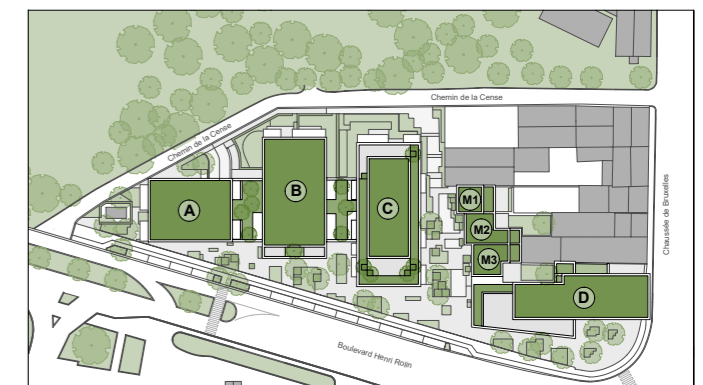 Chemin de la Cense
Chemin de la Cense
A
B
C
M1
M2
M3
D
Chaussée de Bruxelles
Boulevard Henri Rolin